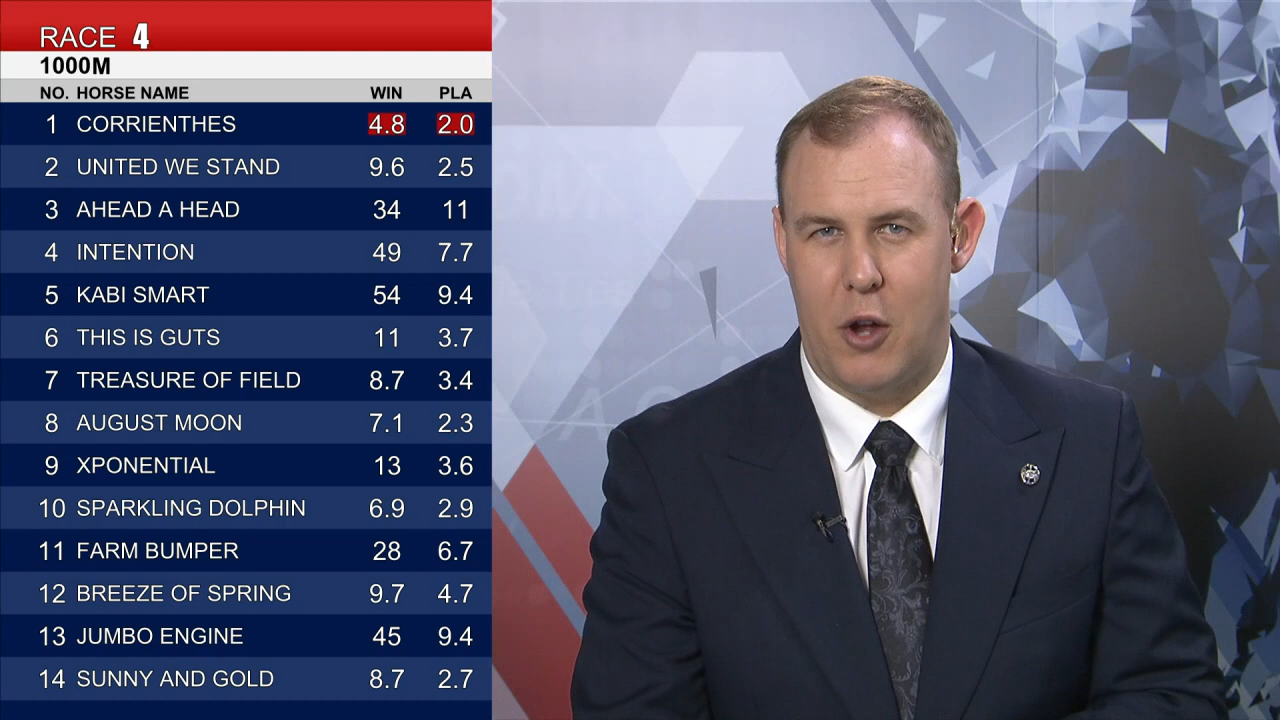 RACE 4
1000M
NO. HORSE NAME WIN PLA
1 CORRIENTHES 4.8 2.0
2 UNITED WE STAND 9.6 2.5
3 AHEAD A HEAD 34 11
4 INTENTION 49 7.7
5 KABI SMART 54 9.4
6 THIS IS GUTS 11 3.7
7 TREASURE OF FIELD 8.7 3.4
8 AUGUST MOON 7.1 2.3
9 XPONENTIAL 13 3.6
10 SPARKLING DOLPHIN 6.9 2.9
11 FARM BUMPER 28 6.7
12 BREEZE OF SPRING 9.7 4.7
13 JUMBO ENGINE 45 9.4
14 SUNNY AND GOLD 8.7 2.7